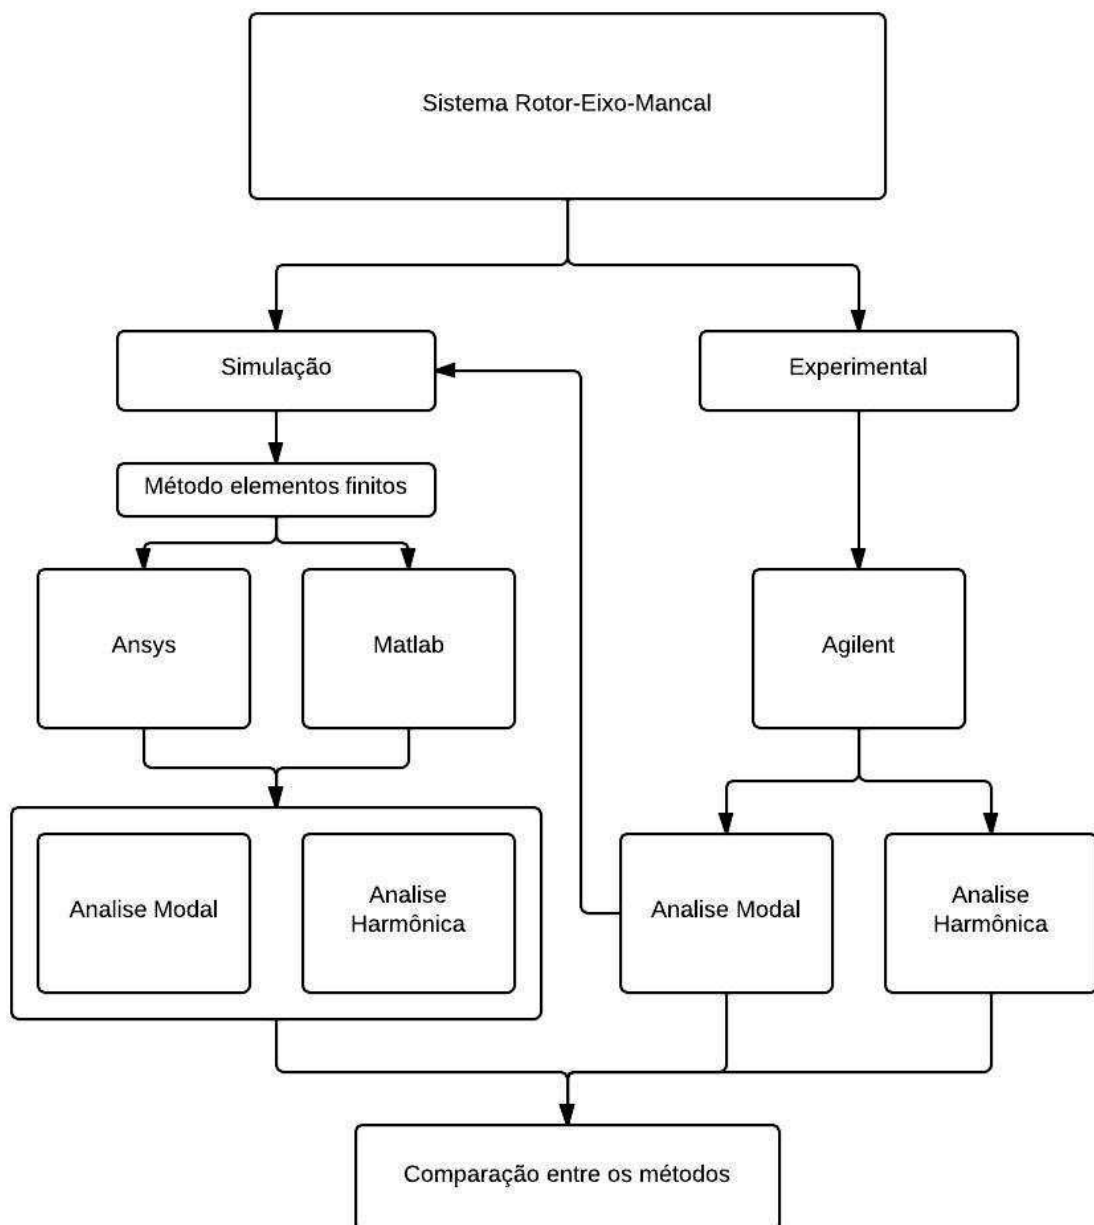 Sistema Rotor-Eixo-Mancal
Simulação
Experimental
Método elementos finitos
Ansys
Matlab
Agilent
Analise Modal
Analise
Harmônica
Analise Modal
Analise
Harmônica
Comparação entre os métodos